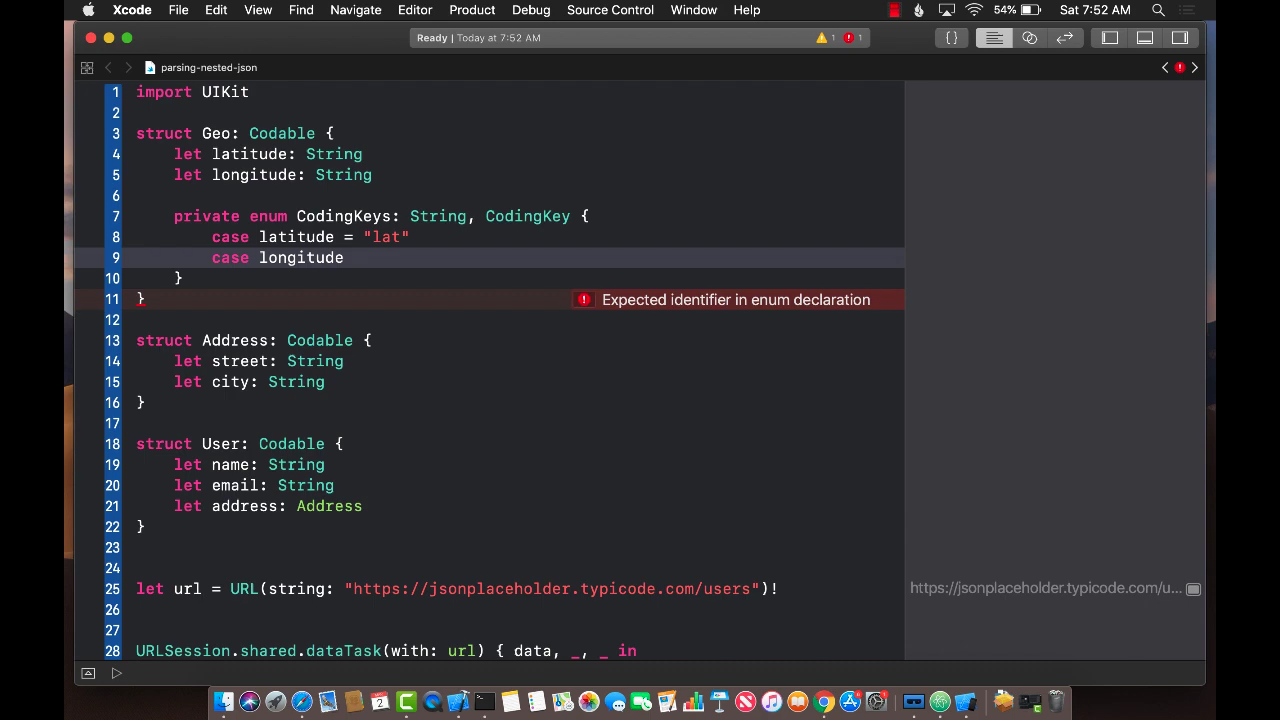 Xcode File Edit View Find Navigate Editor Product Debug Source Control Window Help 54% Sat 7:52 AM
Ready | Today at 7:52 AM 1 1
parsing-nested-json
1 import UIKit
2
3 struct Geo: Codable {
4 let latitude: String
5 let longitude: String
6
7 private enum CodingKeys: String, CodingKey {
8 case latitude = "lat"
9 case longitude
10 }
11 } Expected identifier in enum declaration
12
13 struct Address: Codable {
14 let street: String
15 let city: String
16 }
17
18 struct User: Codable {
19 let name: String
20 let email: String
21 let address: Address
22 }
23
24
25 let url = URL(string: "https://jsonplaceholder.typicode.com/users")! https://jsonplaceholder.typicode.com/u...
26
27
28 URLSession.shared.dataTask(with: url) { data, _, _ in